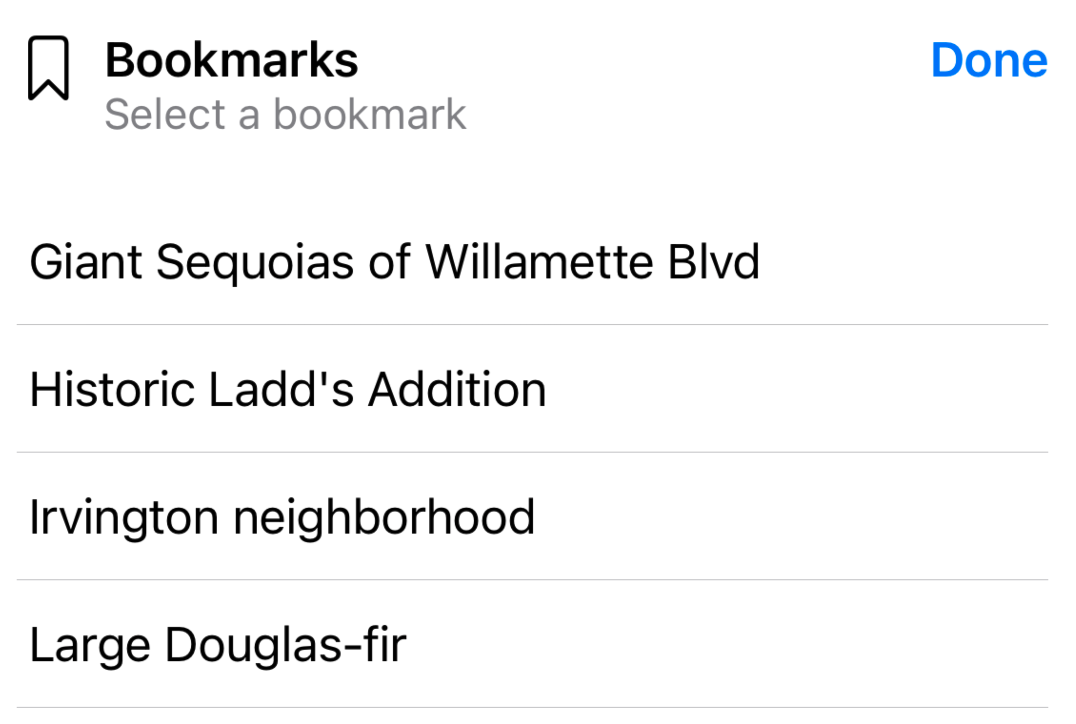 Bookmarks
Done
Select a bookmark
Giant Sequoias of Willamette Blvd
Historic Ladd's Addition
Irvington neighborhood
Large Douglas-fir